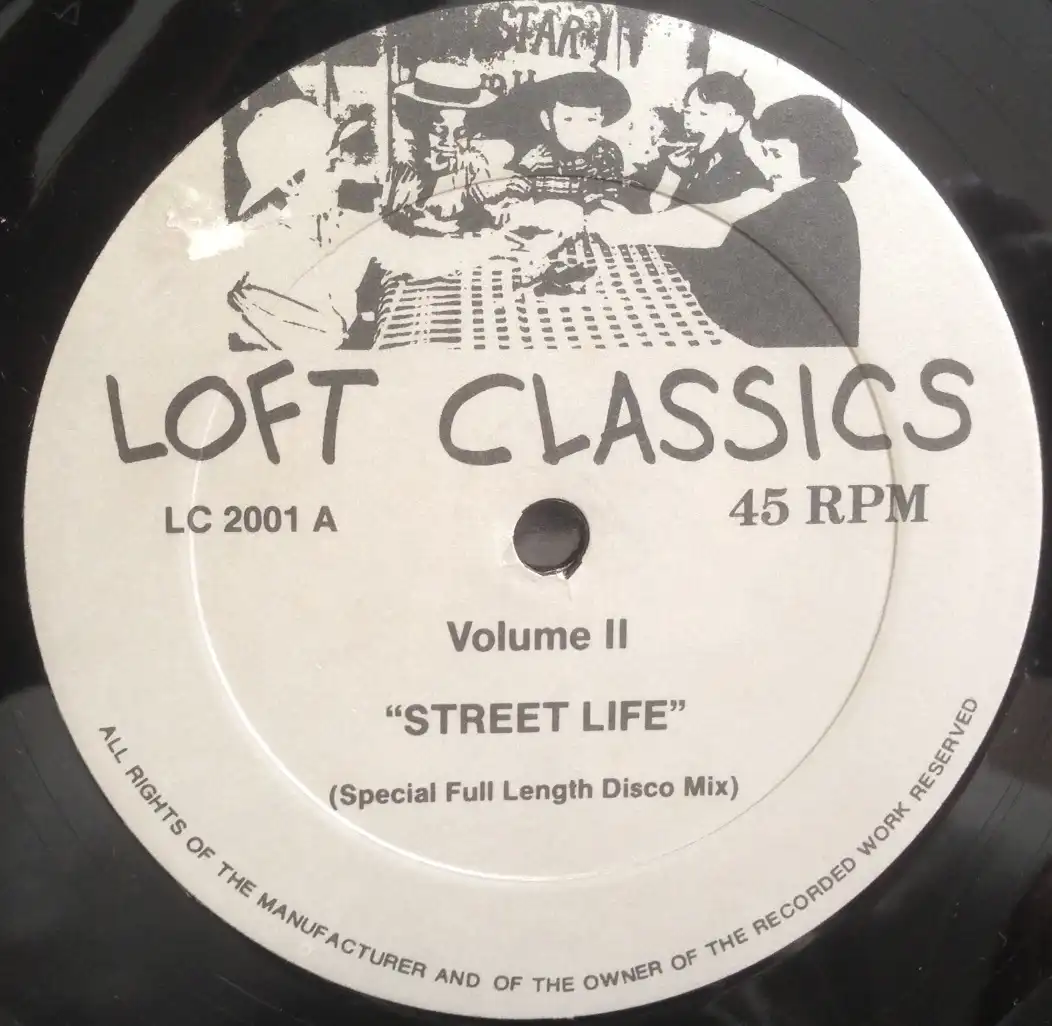 STAR
LOFT CLASSICS
LC 2001 A
45 RPM
Volume II
“STREET LIFE”
(Special Full Length Disco Mix)
ALL RIGHTS OF THE MANUFACTURER AND OF THE OWNER OF THE RECORDED WORK RESERVED